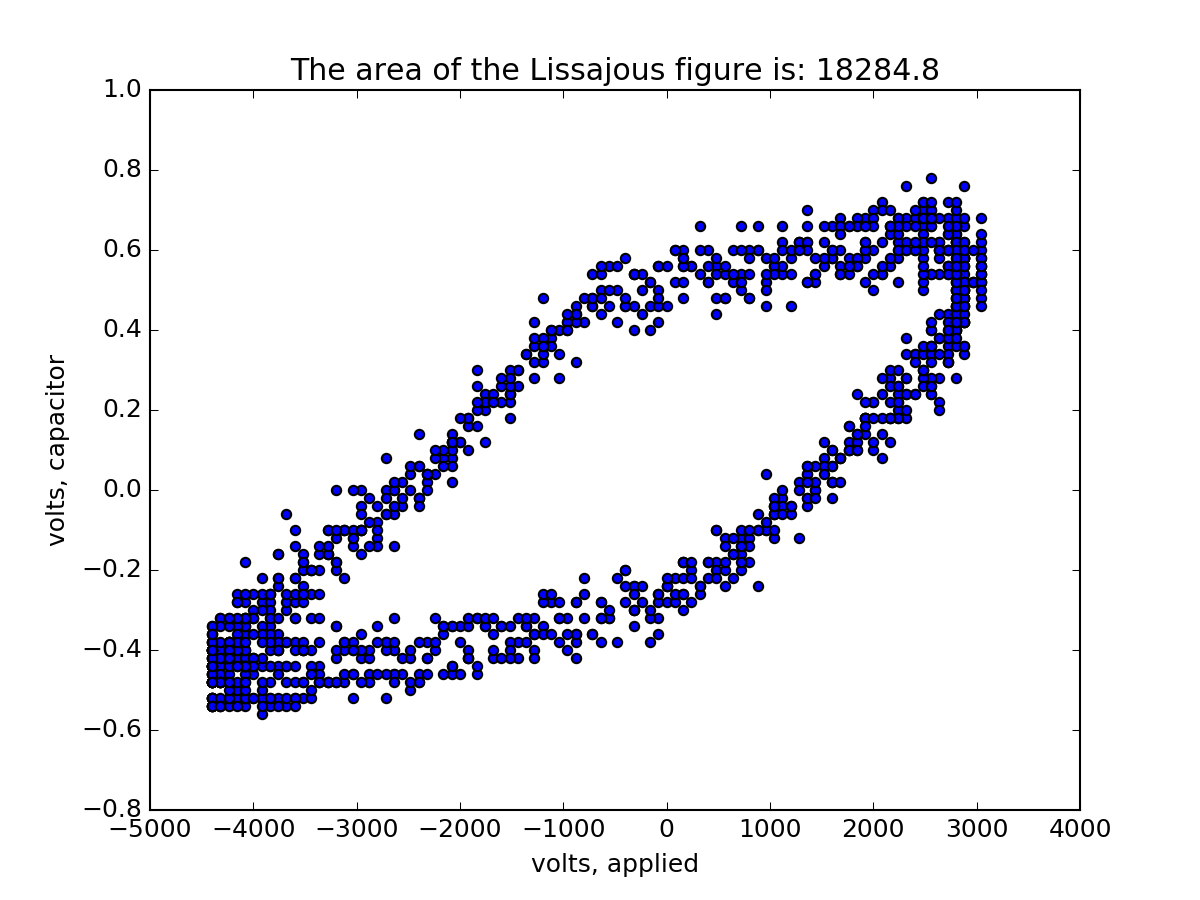 The area of the Lissajous figure is: 18284.8
1.0
0.8
0.6
0.4
0.2
0.0
−0.2
−0.4
−0.6
−0.8
volts, capacitor
−5000 −4000 −3000 −2000 −1000 0 1000 2000 3000 4000
volts, applied